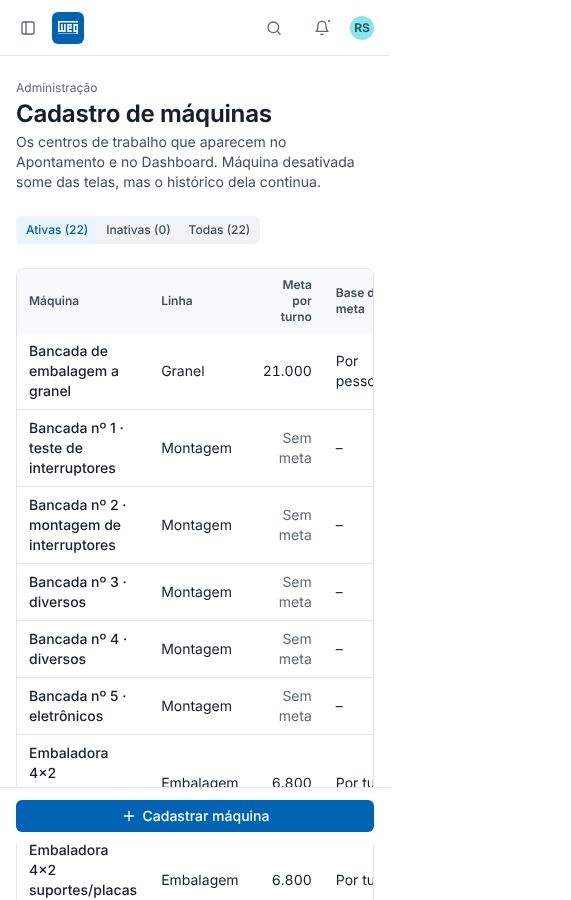 weg
RS
Administração
Cadastro de máquinas
Os centros de trabalho que aparecem no
Apontamento e no Dashboard. Máquina desativada
some das telas, mas o histórico dela continua.
Ativas (22) Inativas (0) Todas (22)
Máquina Linha Meta por turno Base d meta
Bancada de
embalagem a
granel
Granel 21.000 Por
pesso
Bancada nº 1 ·
teste de
interruptores
Montagem Sem
meta –
Bancada nº 2 ·
montagem de
interruptores
Montagem Sem
meta –
Bancada nº 3 ·
diversos
Montagem Sem
meta –
Bancada nº 4 ·
diversos
Montagem Sem
meta –
Bancada nº 5 ·
eletrônicos
Montagem Sem
meta –
Embaladora
4×2
Embalagem 6.800 Por tu
+ Cadastrar máquina
Embaladora
4×2
suportes/placas
Embalagem 6.800 Por tu